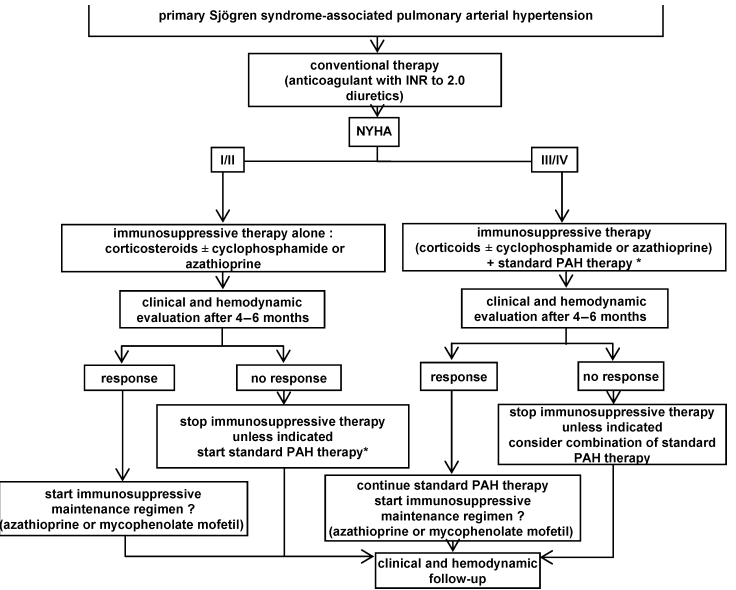 primary Sjögren syndrome-associated pulmonary arterial hypertension
conventional therapy
(anticoagulant with INR to 2.0
diuretics)
NYHA
I/II
III/IV
immunosuppressive therapy alone :
corticosteroids ± cyclophosphamide or
azathioprine
immunosuppressive therapy
(corticoids ± cyclophosphamide or azathioprine)
+ standard PAH therapy *
clinical and hemodynamic
evaluation after 4–6 months
clinical and hemodynamic
evaluation after 4–6 months
response
no response
response
no response
stop immunosuppressive therapy
unless indicated
start standard PAH therapy*
stop immunosuppressive therapy
unless indicated
consider combination of standard
PAH therapy
start immunosuppressive
maintenance regimen ?
(azathioprine or mycophenolate mofetil)
continue standard PAH therapy
start immunosuppressive
maintenance regimen ?
(azathioprine or mycophenolate mofetil)
clinical and hemodynamic
follow-up